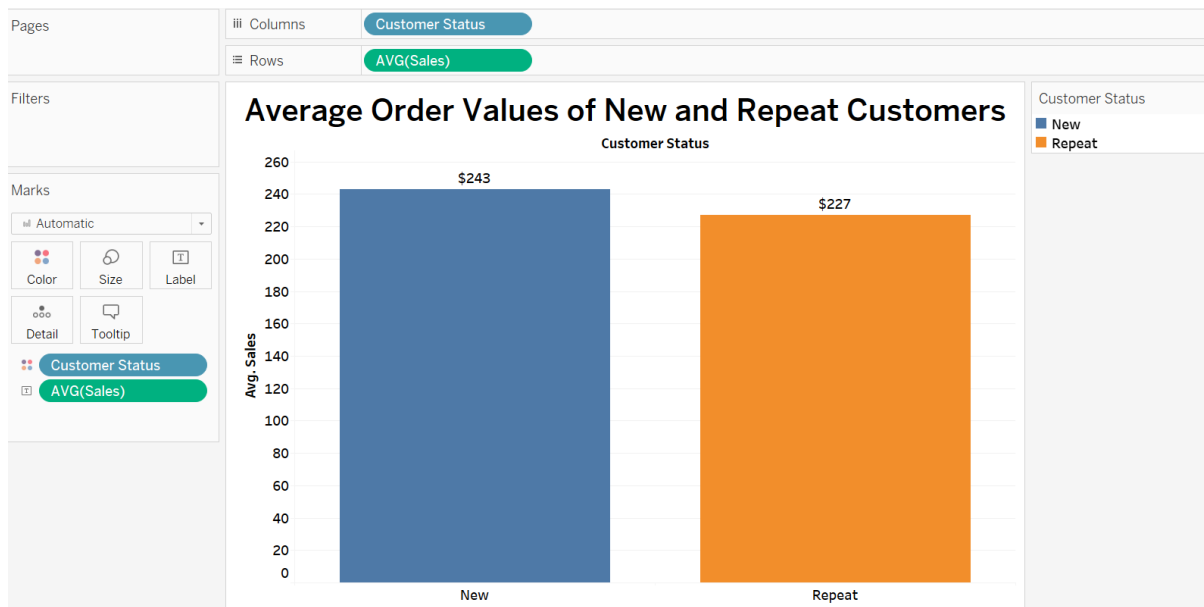 Pages
iii Columns
Customer Status
Rows
AVG(Sales)
Filters
Marks
Automatic
Color
Size
T
Label
Detail
Tooltip
Customer Status
T
AVG(Sales)
Average Order Values of New and Repeat Customers
Customer Status
Avg. Sales
260
240
220
200
180
160
140
120
100
80
60
40
20
0
$243
$227
New
Repeat
Customer Status
New
Repeat